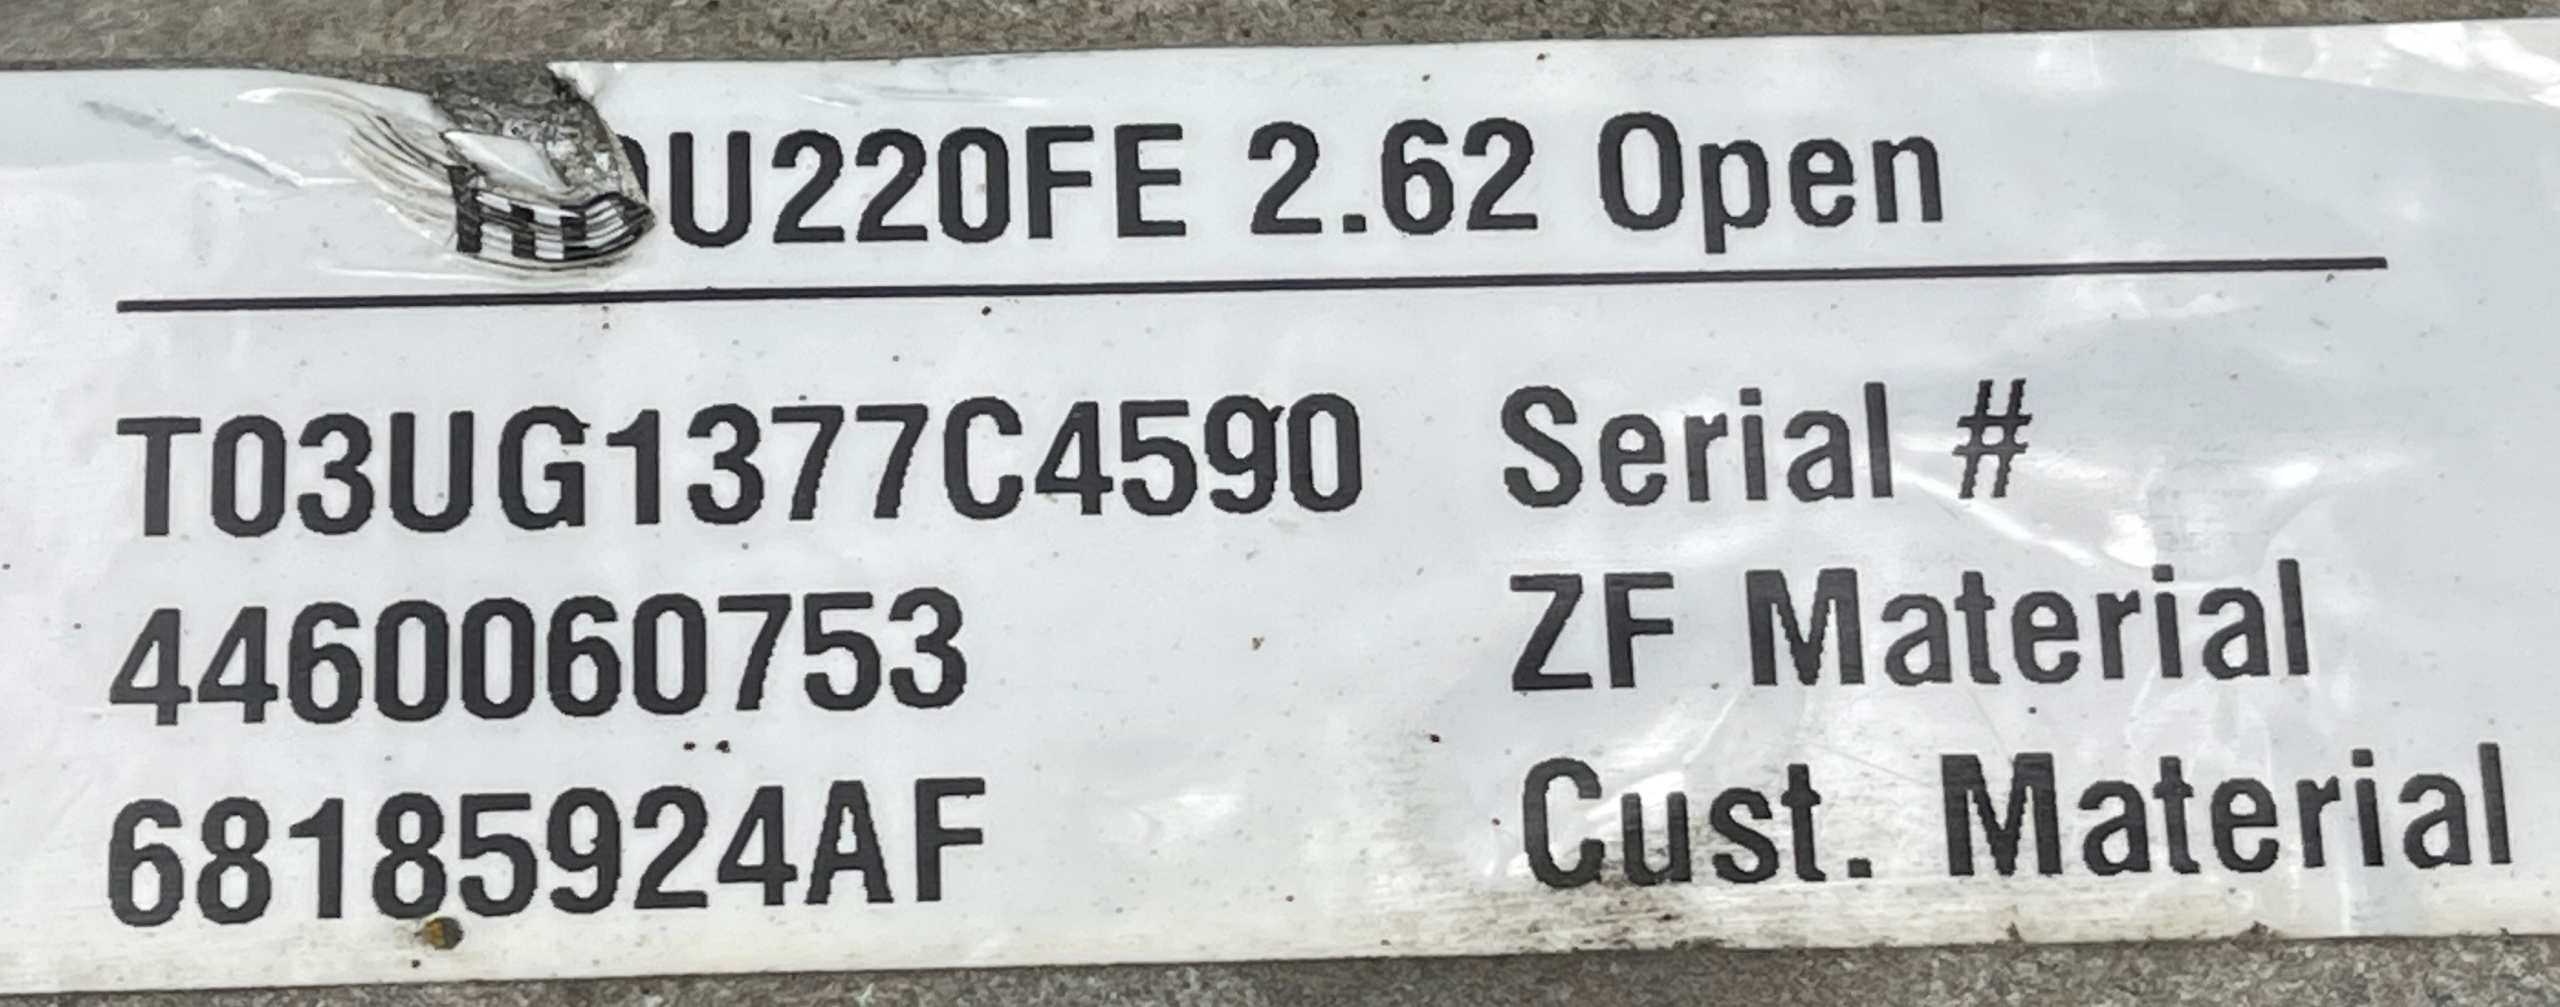 U220FE 2.62 Open
T03UG1377C4590 Serial #
4460060753 ZF Material
68185924AF Cust. Material